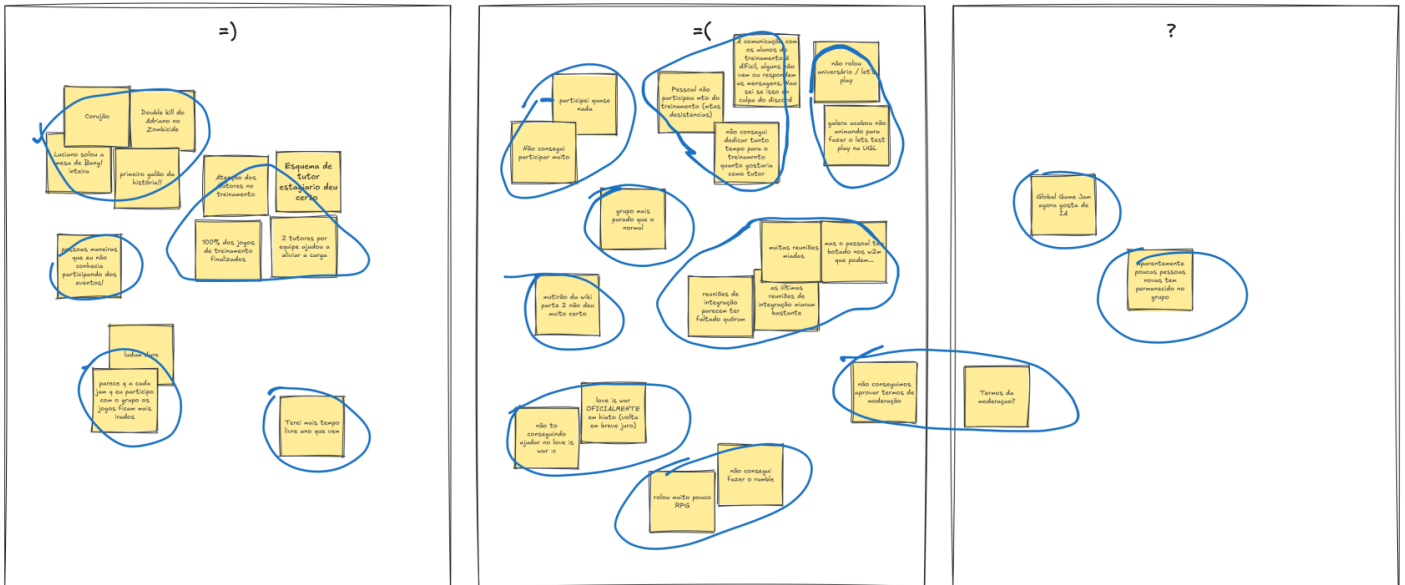 =)
Corujão
Double kill do
Adriano no
Zombicide
Luciano solou a
mesa de Bang!
inteira
primeiro galão da
história!!
Atenção dos
tutores no
treinamento
Esquema de
tutor
estagiario deu
certo
100% dos jogos
de treinamento
finalizados
2 tutores por
equipe ajudou a
aliviar a carga
pessoas maneiras
que eu não
conhecia
participando dos
eventos!
ludum dare
parece q a cada
jam q eu participo
com o grupo os
jogos ficam mais
irados
Terei mais tempo
livre ano que vem
=(
participei quase
nada
Não consegui
participar muito
A comunicação com
os alunos do
treinamento é
difícil, alguns não
vem ou respondem
as mensagens. Nao
sei se isso
culpa do discord
Pessoal não
participou mto do
treinamento (mtas
desistencias)
não consegui
dedicar tanto
tempo para o
treinamento
quanto gostaria
como tutor
não rolou
aniversário / let's
play
galera acabou não
animando para
fazer o lets test
play na UGL
grupo mais
parado que o
normal
muitas reuniões
miadas
mas o pessoal
botado nos w2m
que podem...
reuniões de
integração
parecem ter
faltado quórum
as últimas
reuniões de
integração miaram
bastante
mutirão da wiki
parte 2 não deu
muito certo
love is war
OFICIALMENTE
em hiato (volta
em breve juro)
não to
conseguindo
ajudar no love is
war :c
não consegui
fazer o rumble
rolou muito pouco
RPG
não conseguimos
aprovar termos de
moderação
?
Global Game Jam
agora gosta de
IA
Aparentemente
poucas pessoas
novas tem
permanecido no
grupo
Termos da
moderaçao?